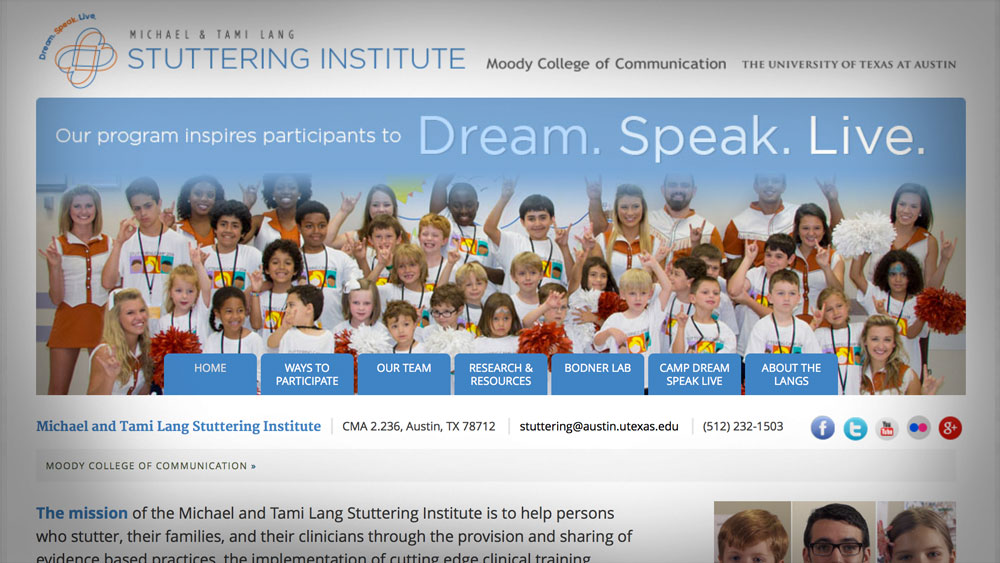 Dream. Speak. Live.
MICHAEL & TAMI LANG
STUTTERING INSTITUTE
Moody College of Communication
THE UNIVERSITY OF TEXAS AT AUSTIN
Our program inspires participants to Dream. Speak. Live.
HOME
WAYS TO
PARTICIPATE
OUR TEAM
RESEARCH &
RESOURCES
BODNER LAB
CAMP DREAM
SPEAK LIVE
ABOUT THE
LANGS
Michael and Tami Lang Stuttering Institute
CMA 2.236, Austin, TX 78712
stuttering@austin.utexas.edu
(512) 232-1503
f
t
You Tube
g+
MOODY COLLEGE OF COMMUNICATION »
The mission of the Michael and Tami Lang Stuttering Institute is to help persons
who stutter, their families, and their clinicians through the provision and sharing of
evidence based practices, the implementation of cutting edge clinical training,